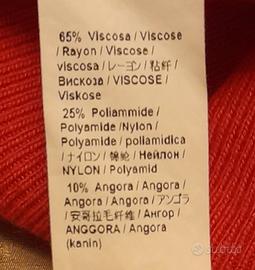 65% Viscosa / Viscose
/ Rayon / Viscose /
viscosa / レーヨン / 粘纤 /
Вискоза / VISCOSE /
Viskose
25% Poliammide /
Polyamide /Nylon /
Polyamide / poliamidica
/ ナイロン / 锦纶 / Нейлон /
NYLON / Polyamid
10% Angora / Angora /
Angora / Angora / アンゴラ
/ 安哥拉毛纤维 / Ангор /
ANGGORA / Angora
(kanin)
subito